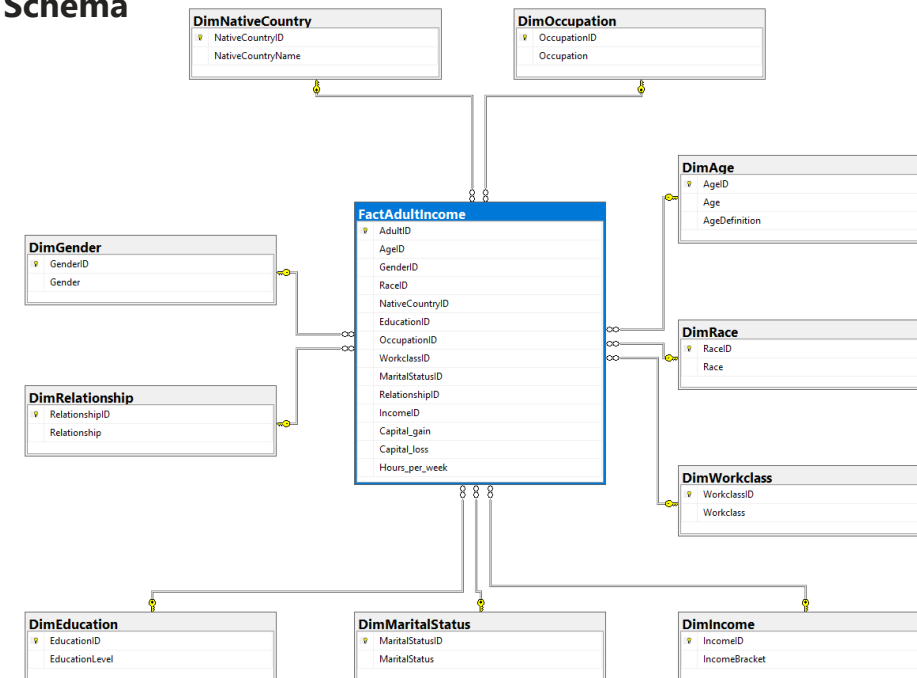 Schema
DimNativeCountry
NativeCountryID
NativeCountryName
DimOccupation
OccupationID
Occupation
DimAge
AgeID
Age
AgeDefinition
FactAdultIncome
AdultID
AgeID
GenderID
RaceID
NativeCountryID
EducationID
OccupationID
WorkclassID
MaritalStatusID
RelationshipID
IncomeID
Capital_gain
Capital_loss
Hours_per_week
DimGender
GenderID
Gender
DimRace
RaceID
Race
DimRelationship
RelationshipID
Relationship
DimWorkclass
WorkclassID
Workclass
DimEducation
EducationID
EducationLevel
DimMaritalStatus
MaritalStatusID
MaritalStatus
DimIncome
IncomeID
IncomeBracket